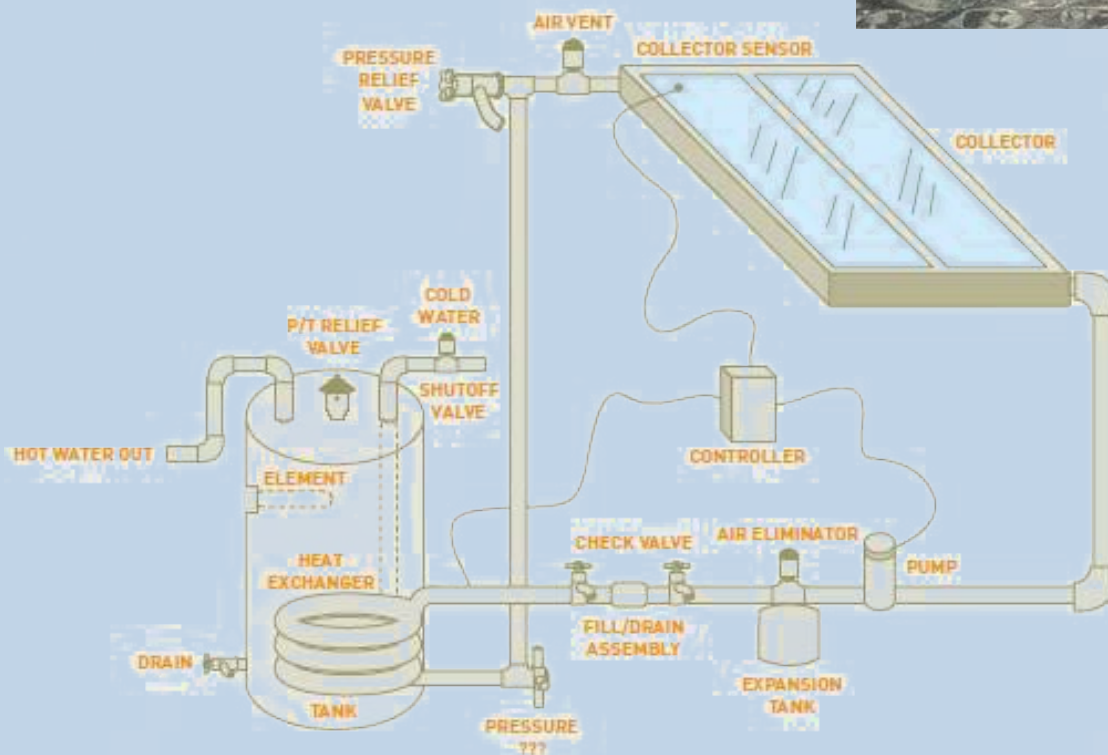 AIR VENT
COLLECTOR SENSOR
PRESSURE
RELIEF
VALVE
COLLECTOR
COLD
WATER
P/T RELIEF
VALVE
SHUTOFF
VALVE
HOT WATER OUT
ELEMENT
CONTROLLER
HEAT
EXCHANGER
CHECK VALVE
AIR ELIMINATOR
PUMP
FILL/DRAIN
ASSEMBLY
DRAIN
EXPANSION
TANK
TANK
PRESSURE
???